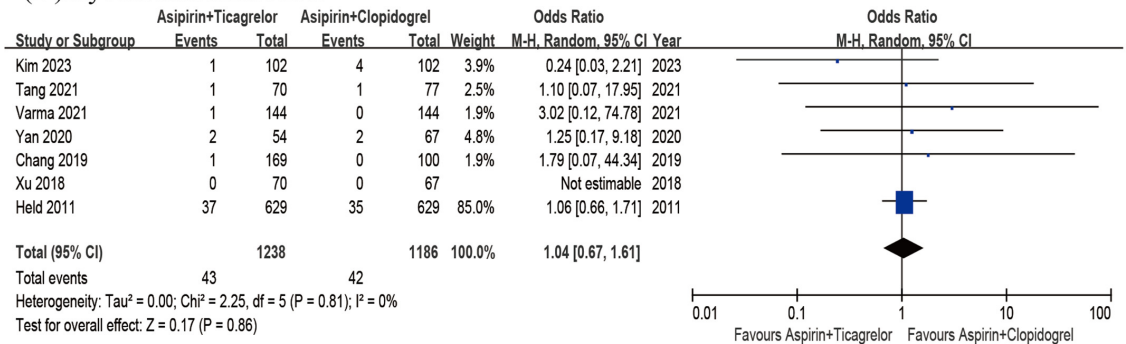 Asipirin+Ticagrelor Asipirin+Clopidogrel Odds Ratio Odds Ratio
Study or Subgroup Events Total Events Total Weight M-H, Random, 95% CI Year M-H, Random, 95% CI
Kim 2023 1 102 4 102 3.9% 0.24 [0.03, 2.21] 2023
Tang 2021 1 70 1 77 2.5% 1.10 [0.07, 17.95] 2021
Varma 2021 1 144 0 144 1.9% 3.02 [0.12, 74.78] 2021
Yan 2020 2 54 2 67 4.8% 1.25 [0.17, 9.18] 2020
Chang 2019 1 169 0 100 1.9% 1.79 [0.07, 44.34] 2019
Xu 2018 0 70 0 67 Not estimable 2018
Held 2011 37 629 35 629 85.0% 1.06 [0.66, 1.71] 2011
Total (95% CI) 1238 1186 100.0% 1.04 [0.67, 1.61]
Total events 43 42
Heterogeneity: Tau² = 0.00; Chi² = 2.25, df = 5 (P = 0.81); I² = 0%
Test for overall effect: Z = 0.17 (P = 0.86)
0.01 0.1 1 10 100
Favours Aspirin+Ticagrelor Favours Aspirin+Clopidogrel